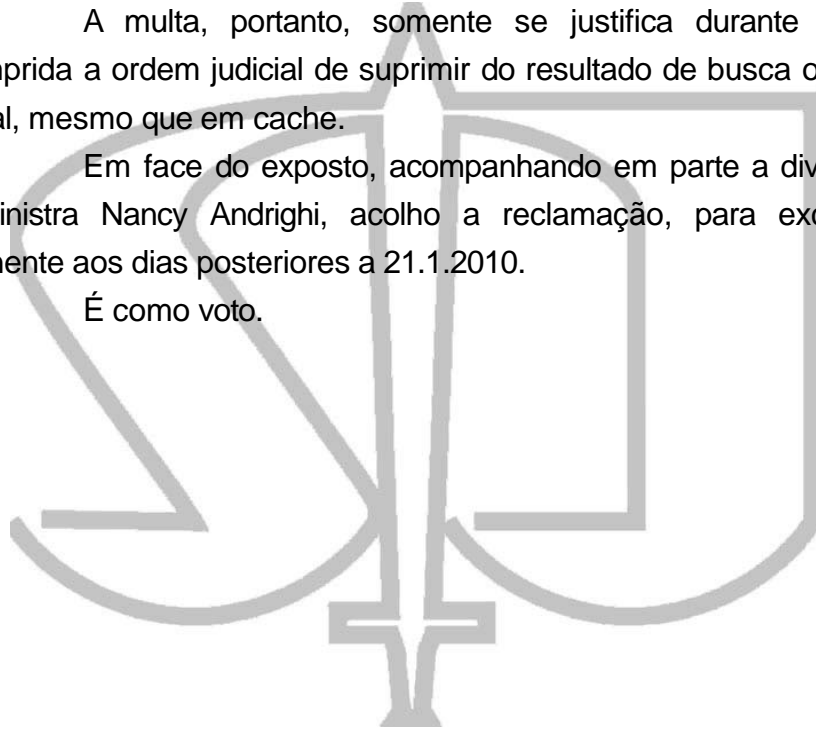 A multa, portanto, somente se justifica durante
prida a ordem judicial de suprimir do resultado de busca o
al, mesmo que em cache.
Em face do exposto, acompanhando em parte a div
inistra Nancy Andrighi, acolho a reclamação, para exc
ente aos dias posteriores a 21.1.2010.
É como voto.